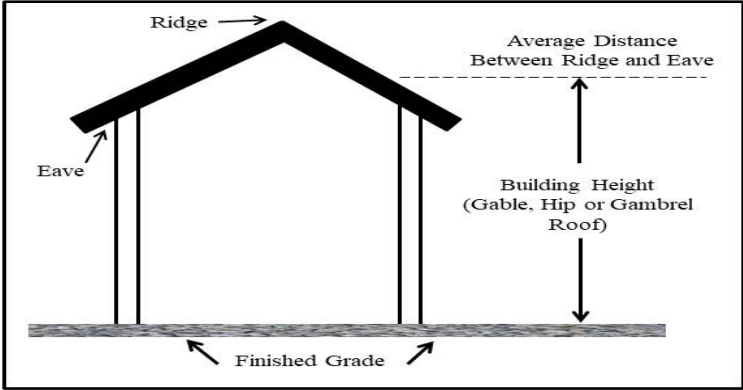 Ridge
Average Distance
Between Ridge and Eave
Eave
Building Height
(Gable, Hip or Gambrel
Roof)
Finished Grade